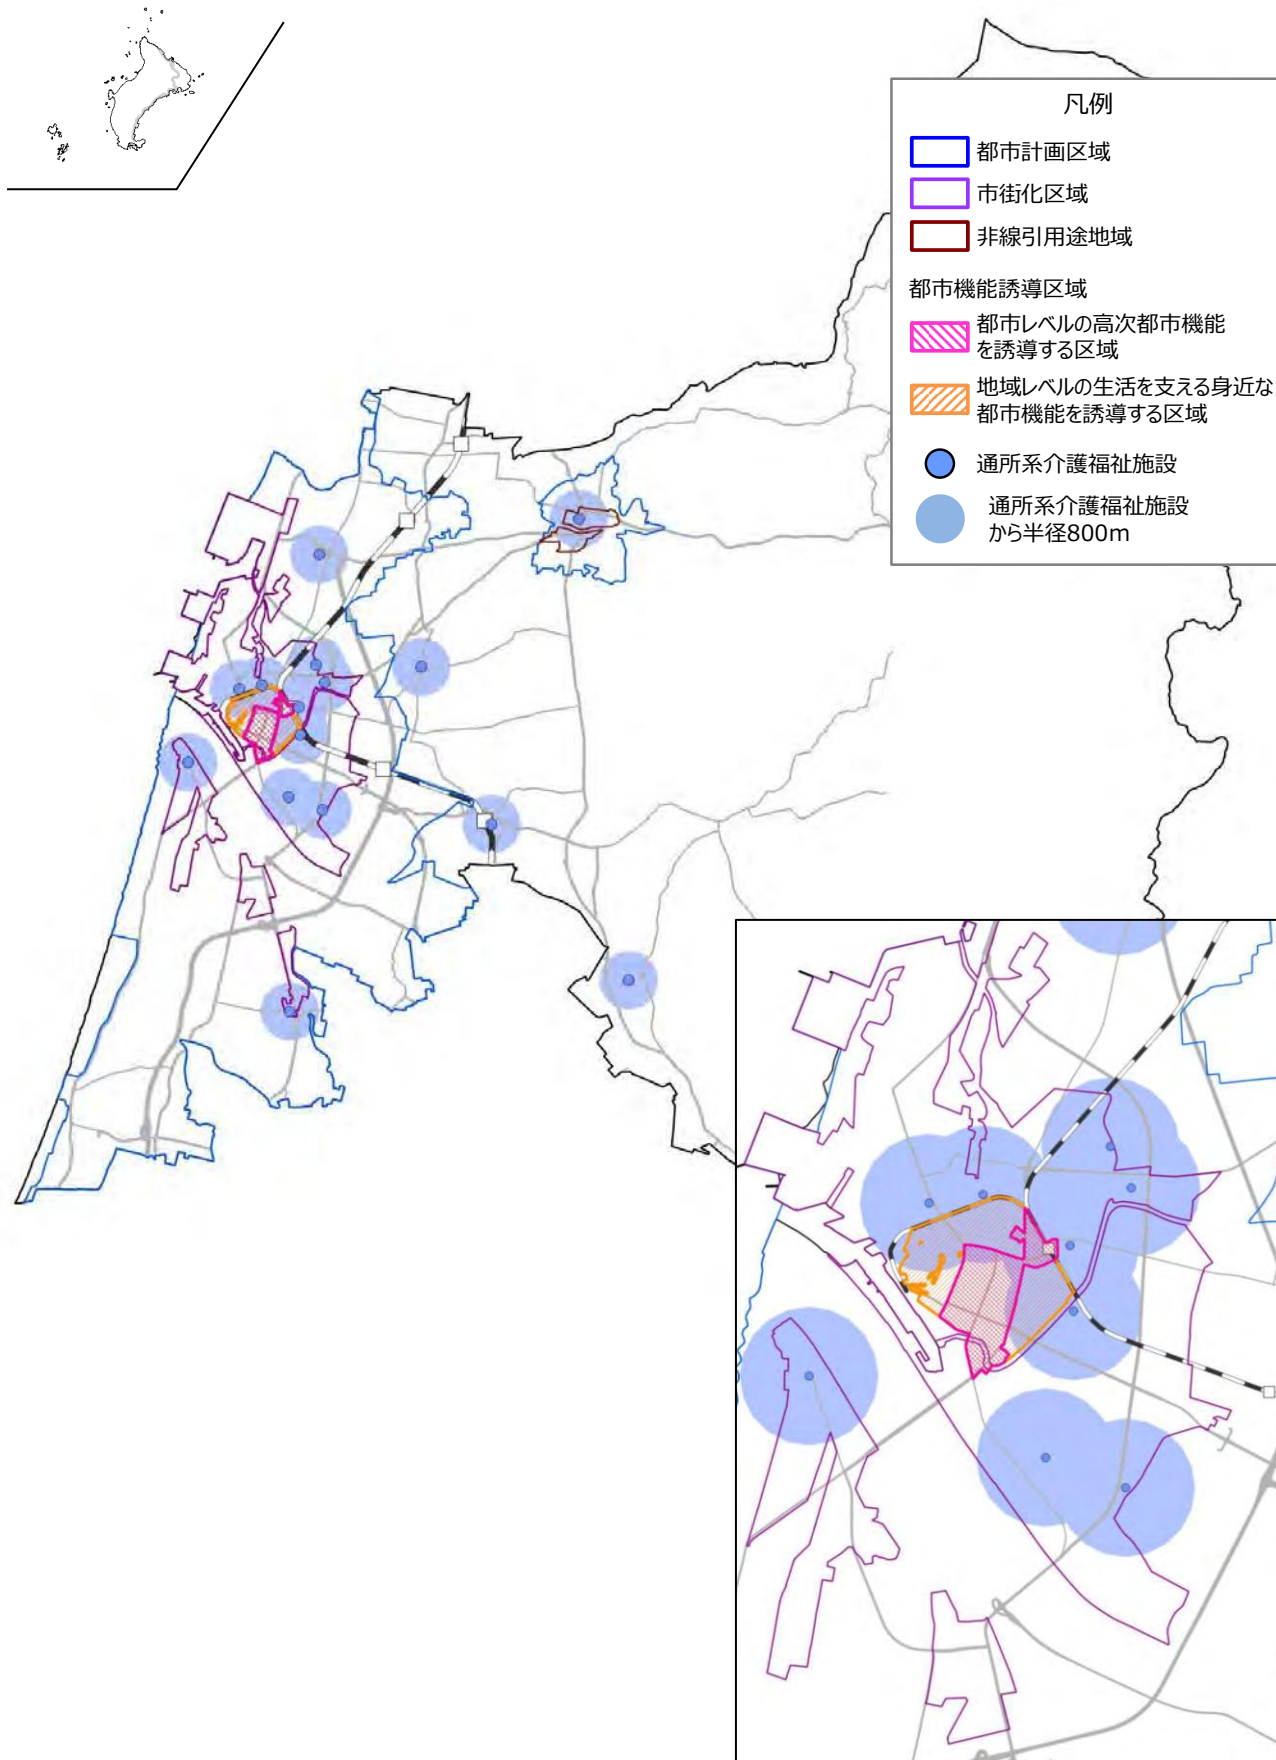 凡例
都市計画区域
市街化区域
非線引用途地域
都市機能誘導区域
都市レベルの高次都市機能
を誘導する区域
地域レベルの生活を支える身近な
都市機能を誘導する区域
通所系介護福祉施設
通所系介護福祉施設
から半径800m